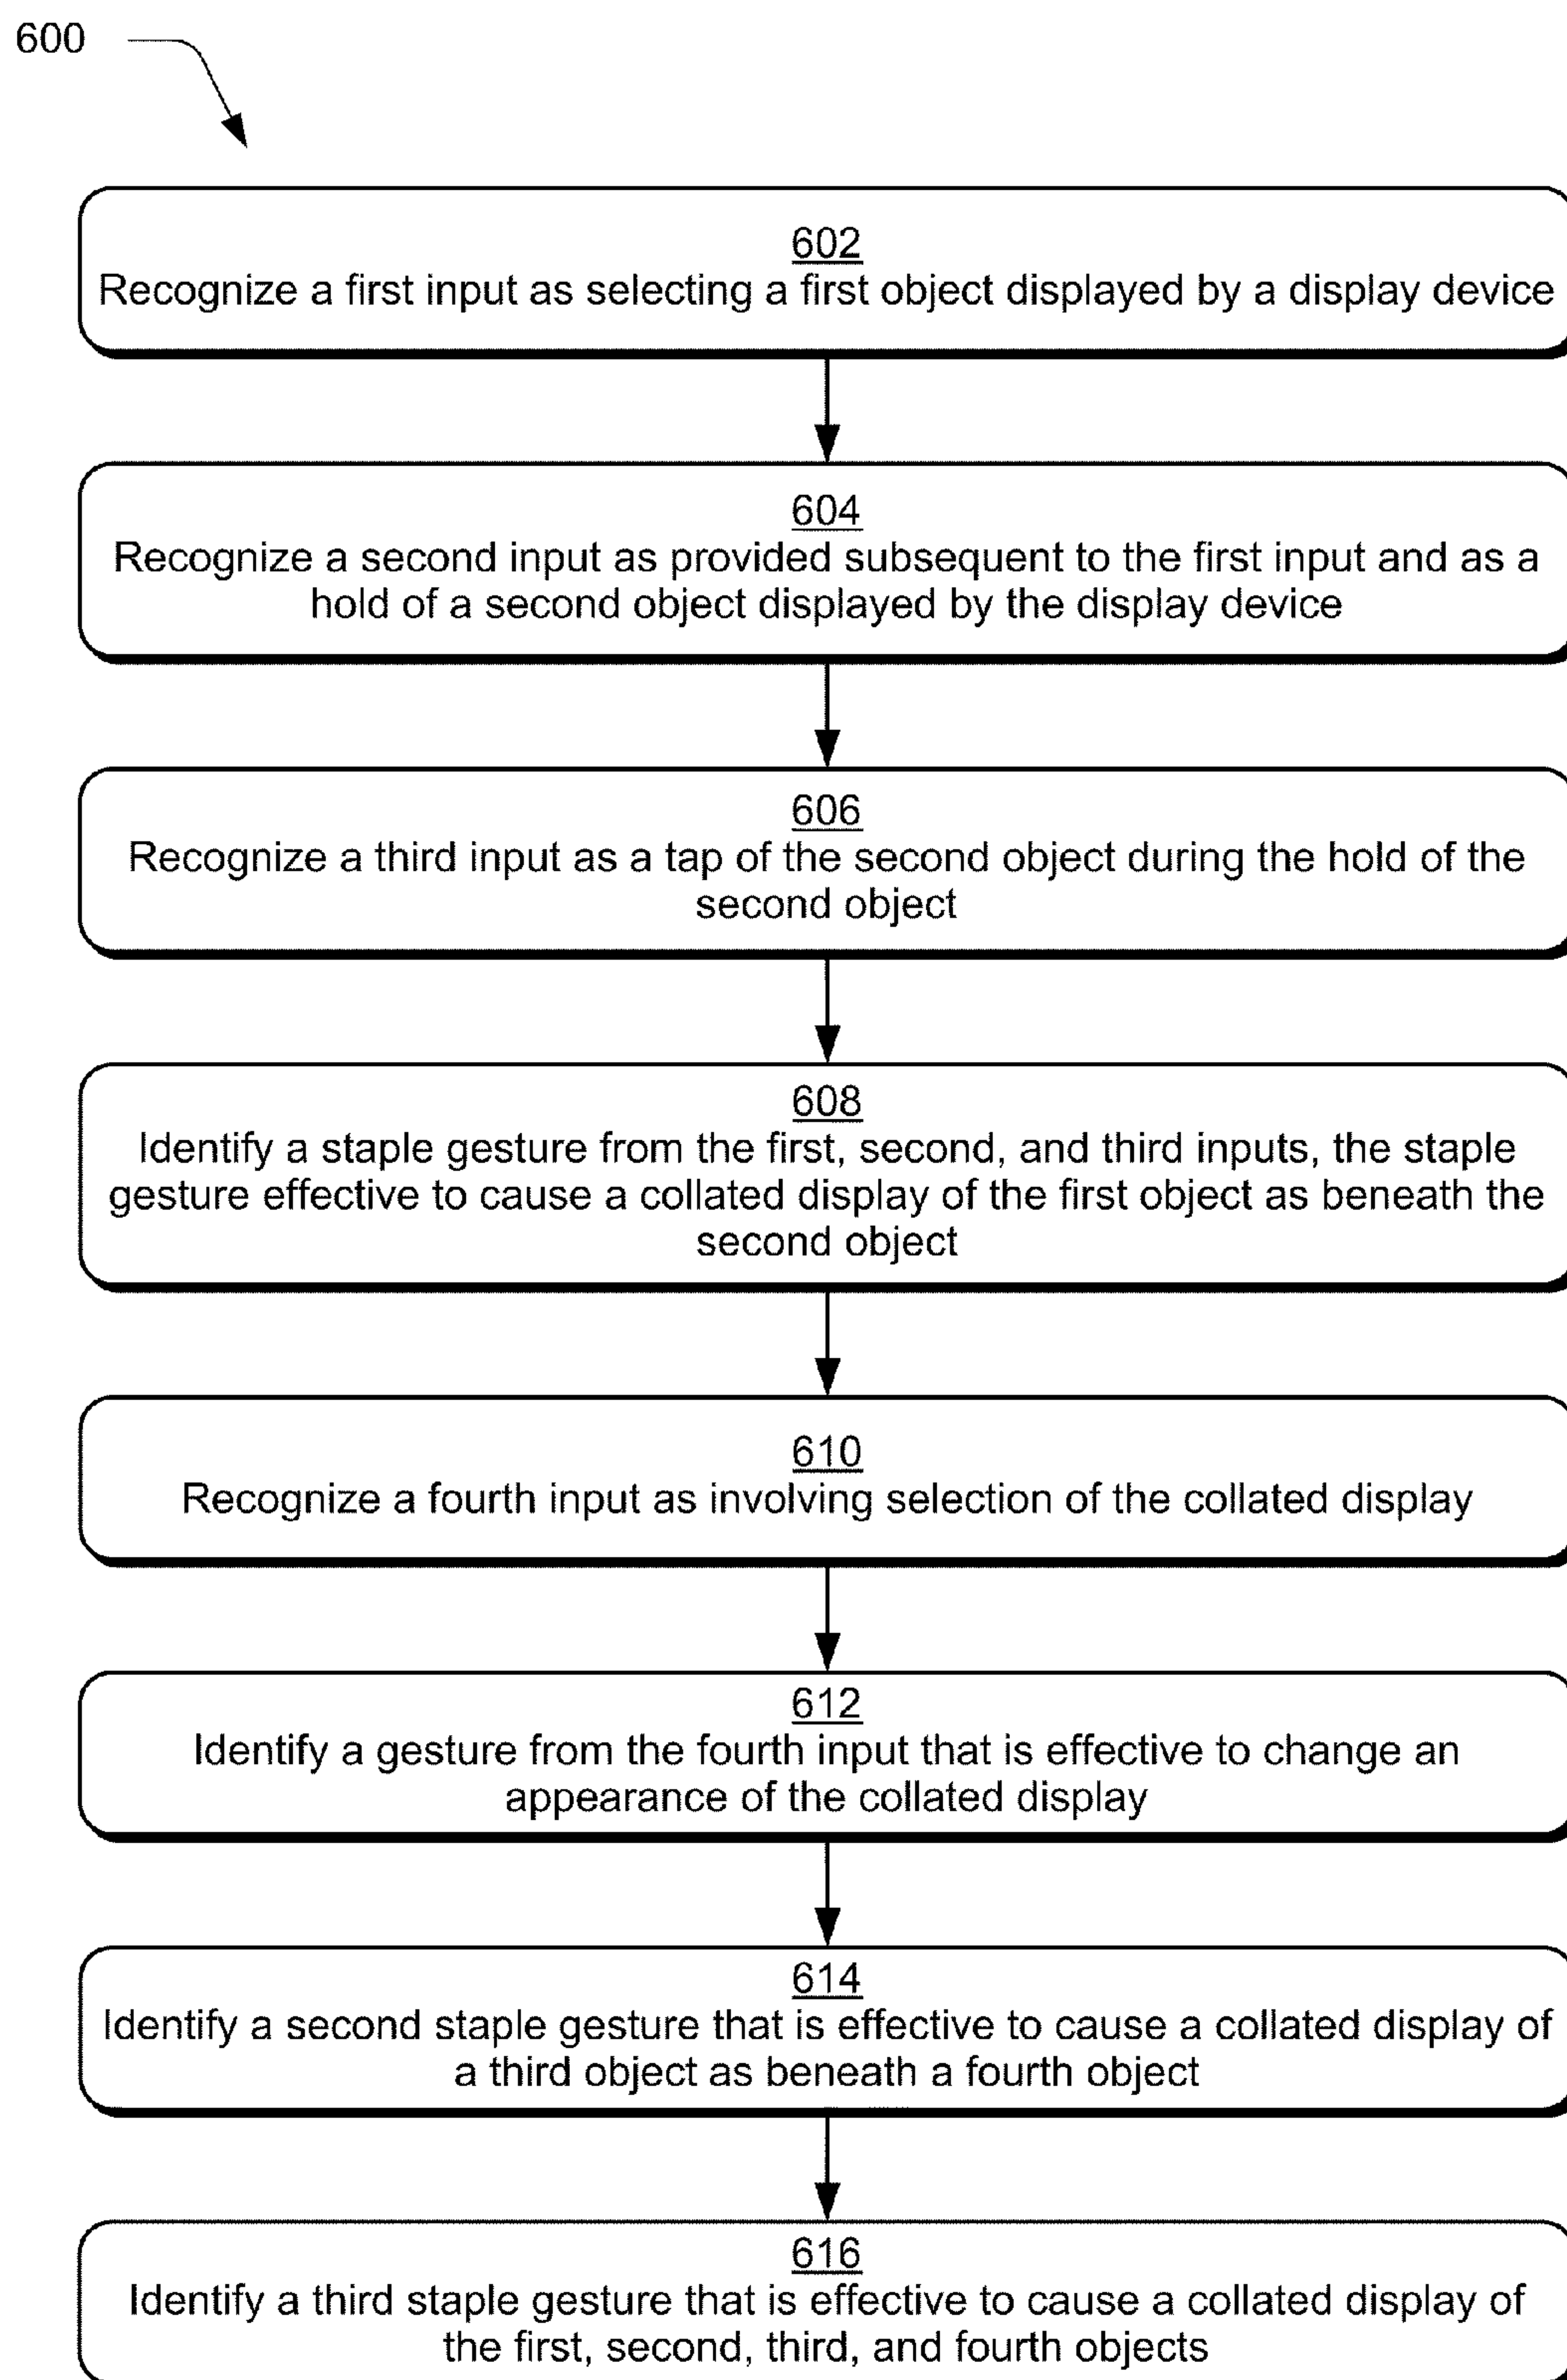 600
602
Recognize a first input as selecting a first object displayed by a display device
604
Recognize a second input as provided subsequent to the first input and as a
hold of a second object displayed by the display device
606
Recognize a third input as a tap of the second object during the hold of the
second object
608
Identify a staple gesture from the first, second, and third inputs, the staple
gesture effective to cause a collated display of the first object as beneath the
second object
610
Recognize a fourth input as involving selection of the collated display
612
Identify a gesture from the fourth input that is effective to change an
appearance of the collated display
614
Identify a second staple gesture that is effective to cause a collated display of
a third object as beneath a fourth object
616
Identify a third staple gesture that is effective to cause a collated display of
the first, second, third, and fourth objects